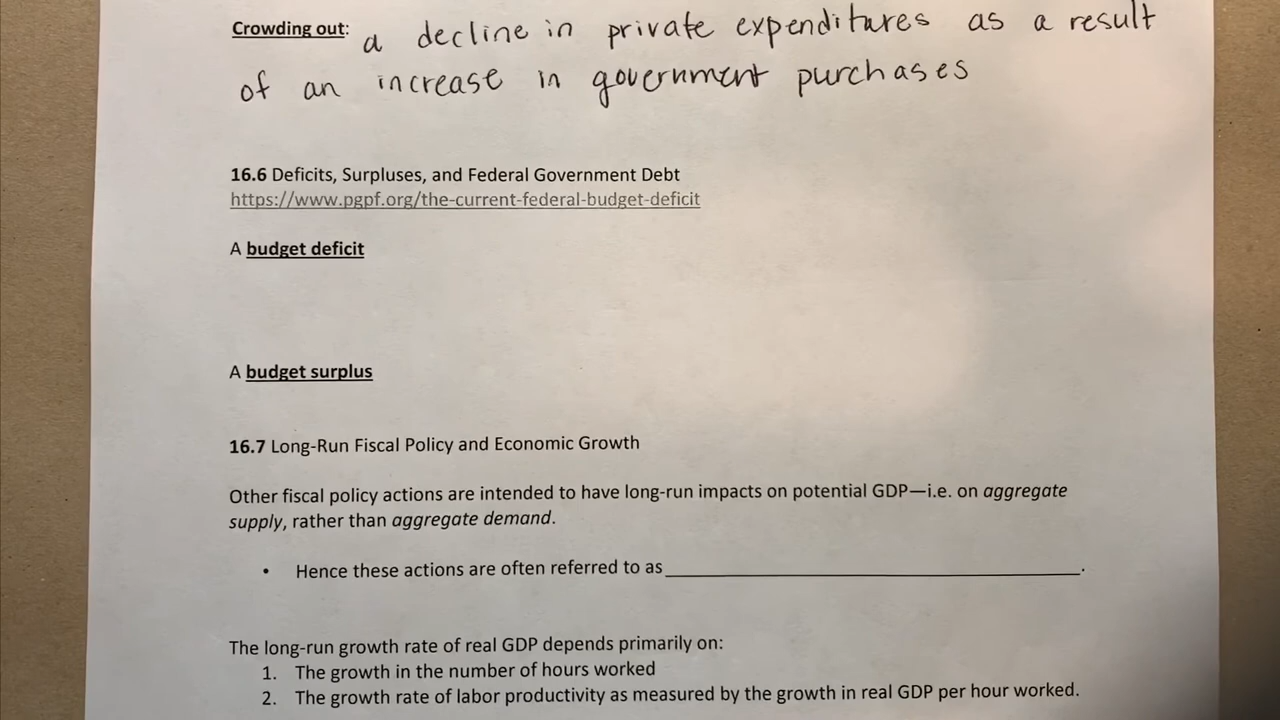 Crowding out: a decline in private expenditures as a result
of an increase in government purchases
16.6 Deficits, Surpluses, and Federal Government Debt
https://www.pgpf.org/the-current-federal-budget-deficit
A budget deficit
A budget surplus
16.7 Long-Run Fiscal Policy and Economic Growth
Other fiscal policy actions are intended to have long-run impacts on potential GDP—i.e. on aggregate
supply, rather than aggregate demand.
• Hence these actions are often referred to as ______________________________.
The long-run growth rate of real GDP depends primarily on:
1. The growth in the number of hours worked
2. The growth rate of labor productivity as measured by the growth in real GDP per hour worked.